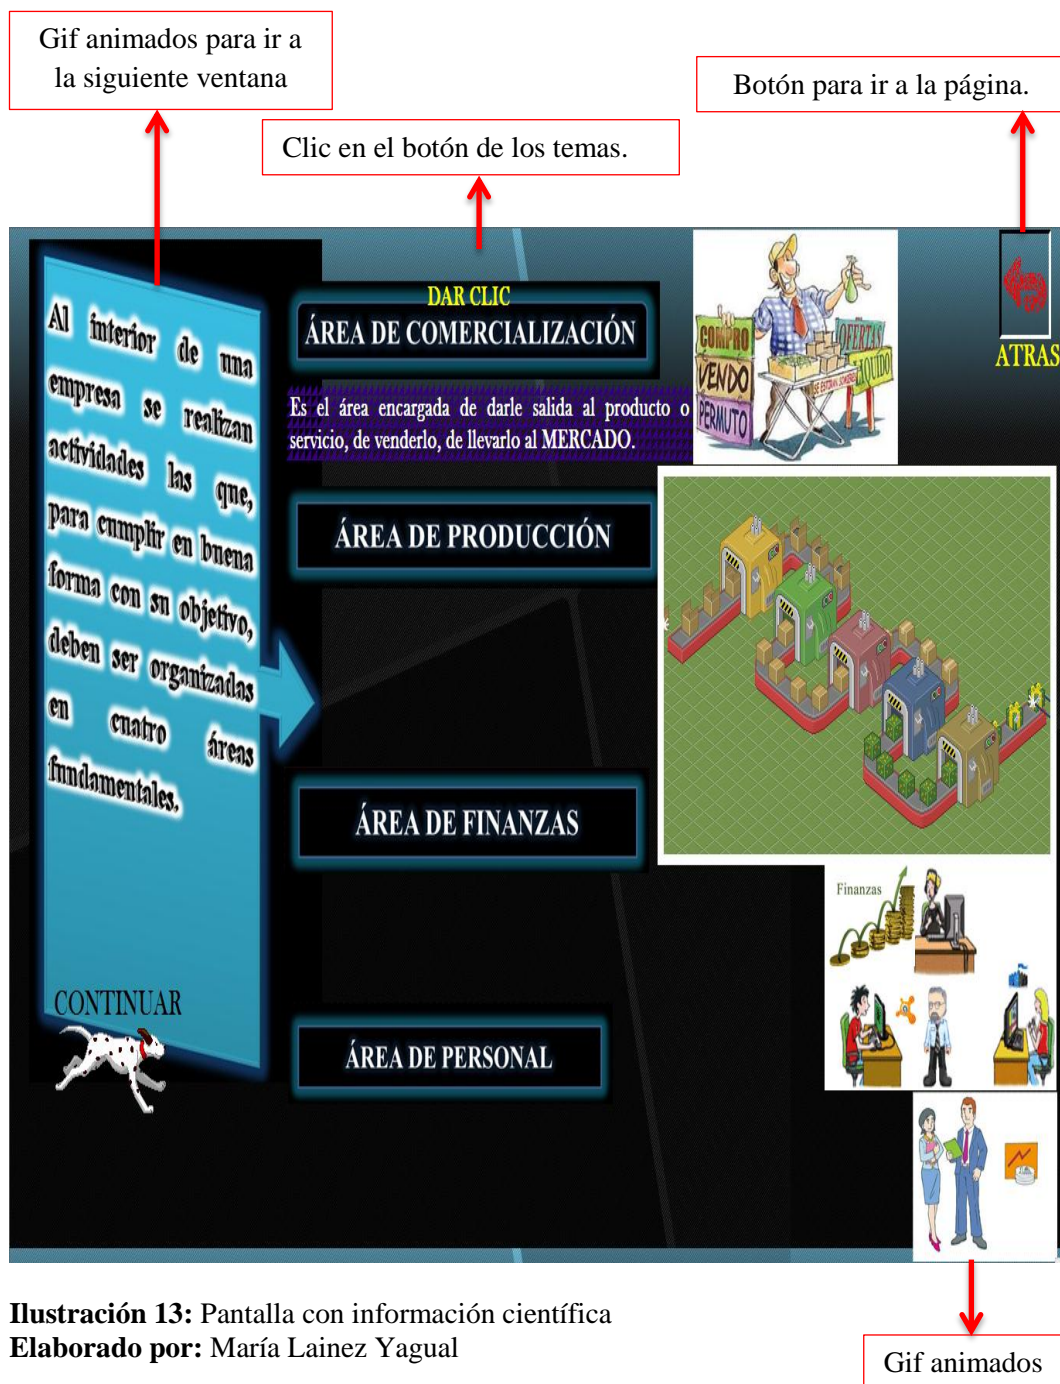 Gif animados para ir a
la siguiente ventana
Botón para ir a la página.
Clic en el botón de los temas.
Al interior de una
empresa se realizan
actividades las que,
para cumplir en buena
forma con su objetivo,
deben ser organizadas
en cuatro áreas
fundamentales.
CONTINUAR
DAR CLIC
ÁREA DE COMERCIALIZACIÓN
Es el área encargada de darle salida al producto o
servicio, de venderlo, de llevarlo al MERCADO.
ÁREA DE PRODUCCIÓN
ÁREA DE FINANZAS
ÁREA DE PERSONAL
COMPRO
VENDO
PERMUTO
OFERTAS
LIQUIDO
ATRAS
Finanzas
Ilustración 13: Pantalla con información científica
Elaborado por: María Lainez Yagual
Gif animados